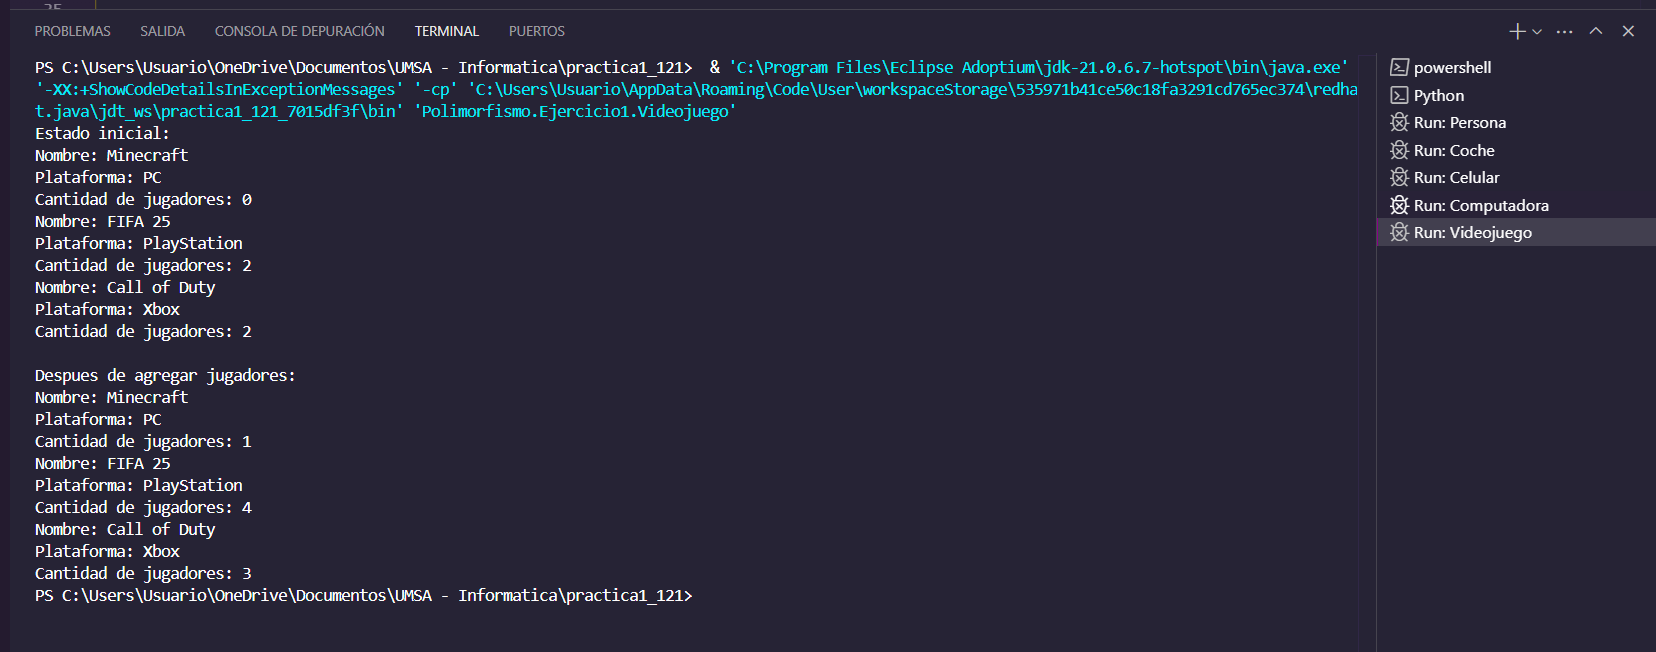 PROBLEMAS SALIDA CONSOLA DE DEPURACIÓN TERMINAL PUERTOS
PS C:\Users\Usuario\OneDrive\Documentos\UMSA - Informatica\practica1_121>  & 'C:\Program Files\Eclipse Adoptium\jdk-21.0.6.7-hotspot\bin\java.exe'
'-XX:+ShowCodeDetailsInExceptionMessages' '-cp' 'C:\Users\Usuario\AppData\Roaming\Code\User\workspaceStorage\535971b41ce50c18fa3291cd765ec374\redha
t.java\jdt_ws\practica1_121_7015df3f\bin' 'Polimorfismo.Ejercicio1.Videojuego'
Estado inicial:
Nombre: Minecraft
Plataforma: PC
Cantidad de jugadores: 0
Nombre: FIFA 25
Plataforma: PlayStation
Cantidad de jugadores: 2
Nombre: Call of Duty
Plataforma: Xbox
Cantidad de jugadores: 2

Despues de agregar jugadores:
Nombre: Minecraft
Plataforma: PC
Cantidad de jugadores: 1
Nombre: FIFA 25
Plataforma: PlayStation
Cantidad de jugadores: 4
Nombre: Call of Duty
Plataforma: Xbox
Cantidad de jugadores: 3
PS C:\Users\Usuario\OneDrive\Documentos\UMSA - Informatica\practica1_121>
powershell
Python
Run: Persona
Run: Coche
Run: Celular
Run: Computadora
Run: Videojuego